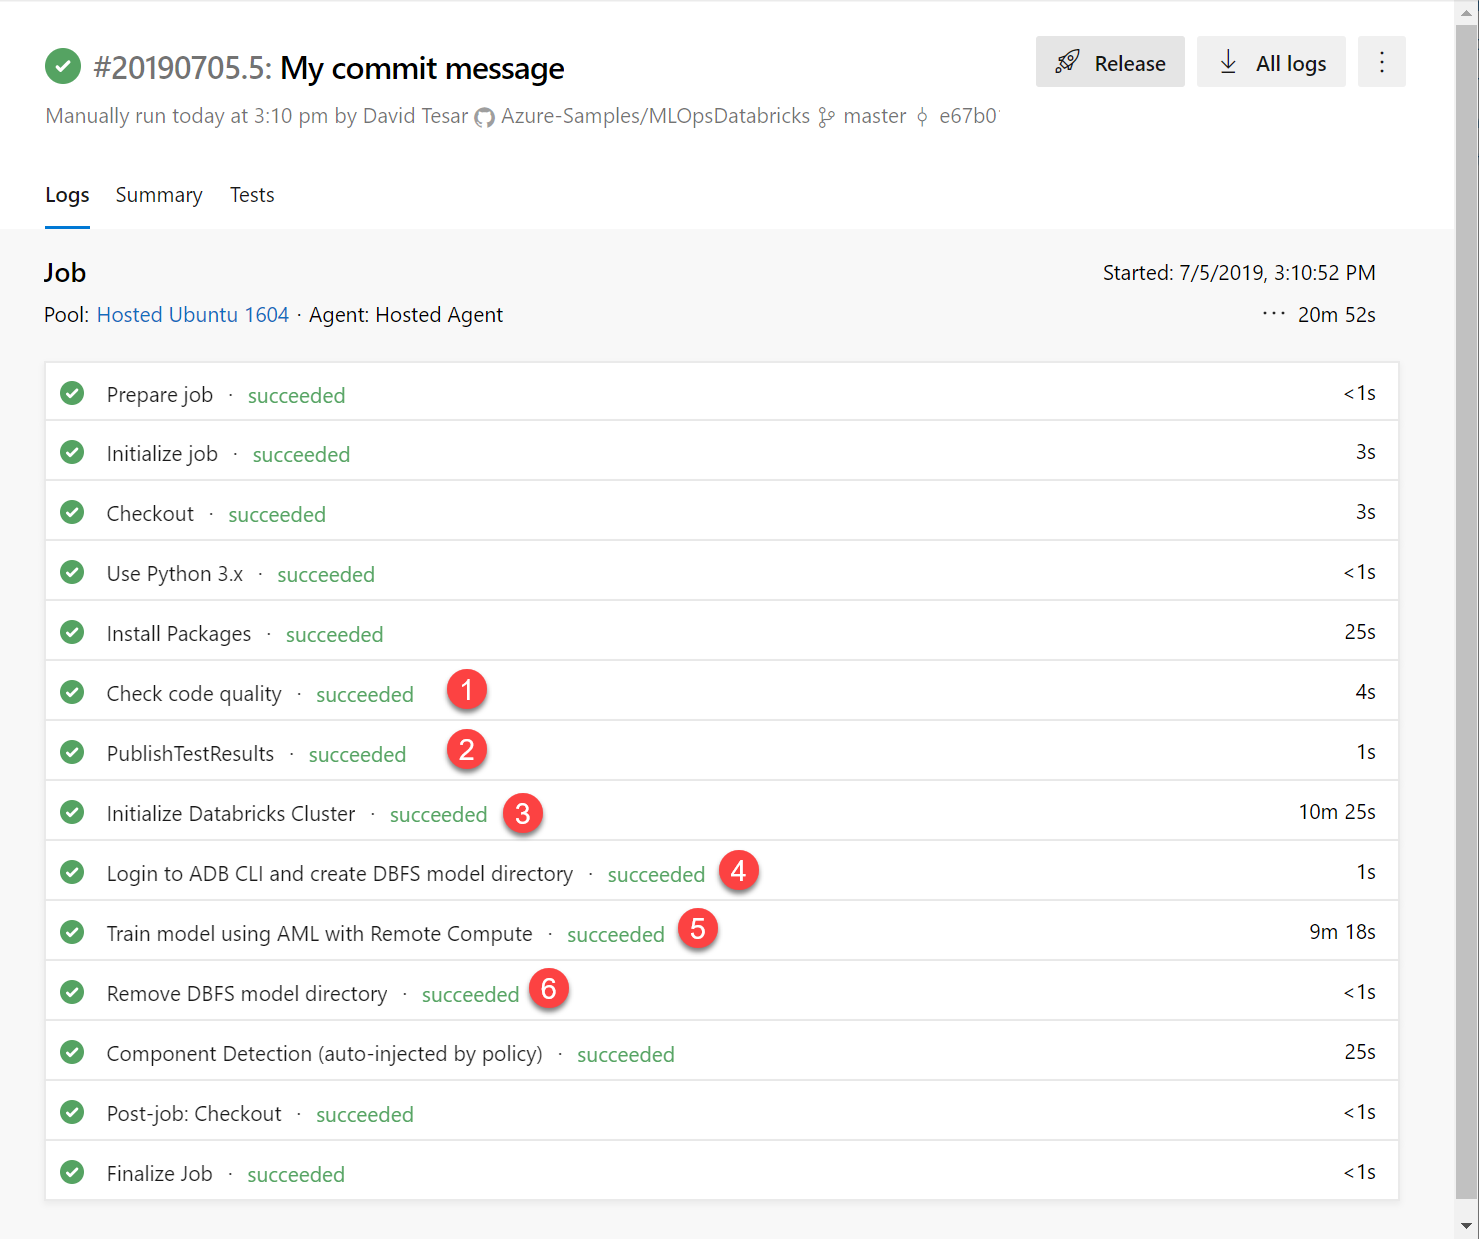 #20190705.5: My commit message
Release
All logs
Manually run today at 3:10 pm by David Tesar Azure-Samples/MLOpsDatabricks master e67b0
Logs Summary Tests
Job
Started: 7/5/2019, 3:10:52 PM
Pool: Hosted Ubuntu 1604 · Agent: Hosted Agent
··· 20m 52s
Prepare job · succeeded <1s
Initialize job · succeeded 3s
Checkout · succeeded 3s
Use Python 3.x · succeeded <1s
Install Packages · succeeded 25s
Check code quality · succeeded 1 4s
PublishTestResults · succeeded 2 1s
Initialize Databricks Cluster · succeeded 3 10m 25s
Login to ADB CLI and create DBFS model directory · succeeded 4 1s
Train model using AML with Remote Compute · succeeded 5 9m 18s
Remove DBFS model directory · succeeded 6 <1s
Component Detection (auto-injected by policy) · succeeded 25s
Post-job: Checkout · succeeded <1s
Finalize Job · succeeded <1s